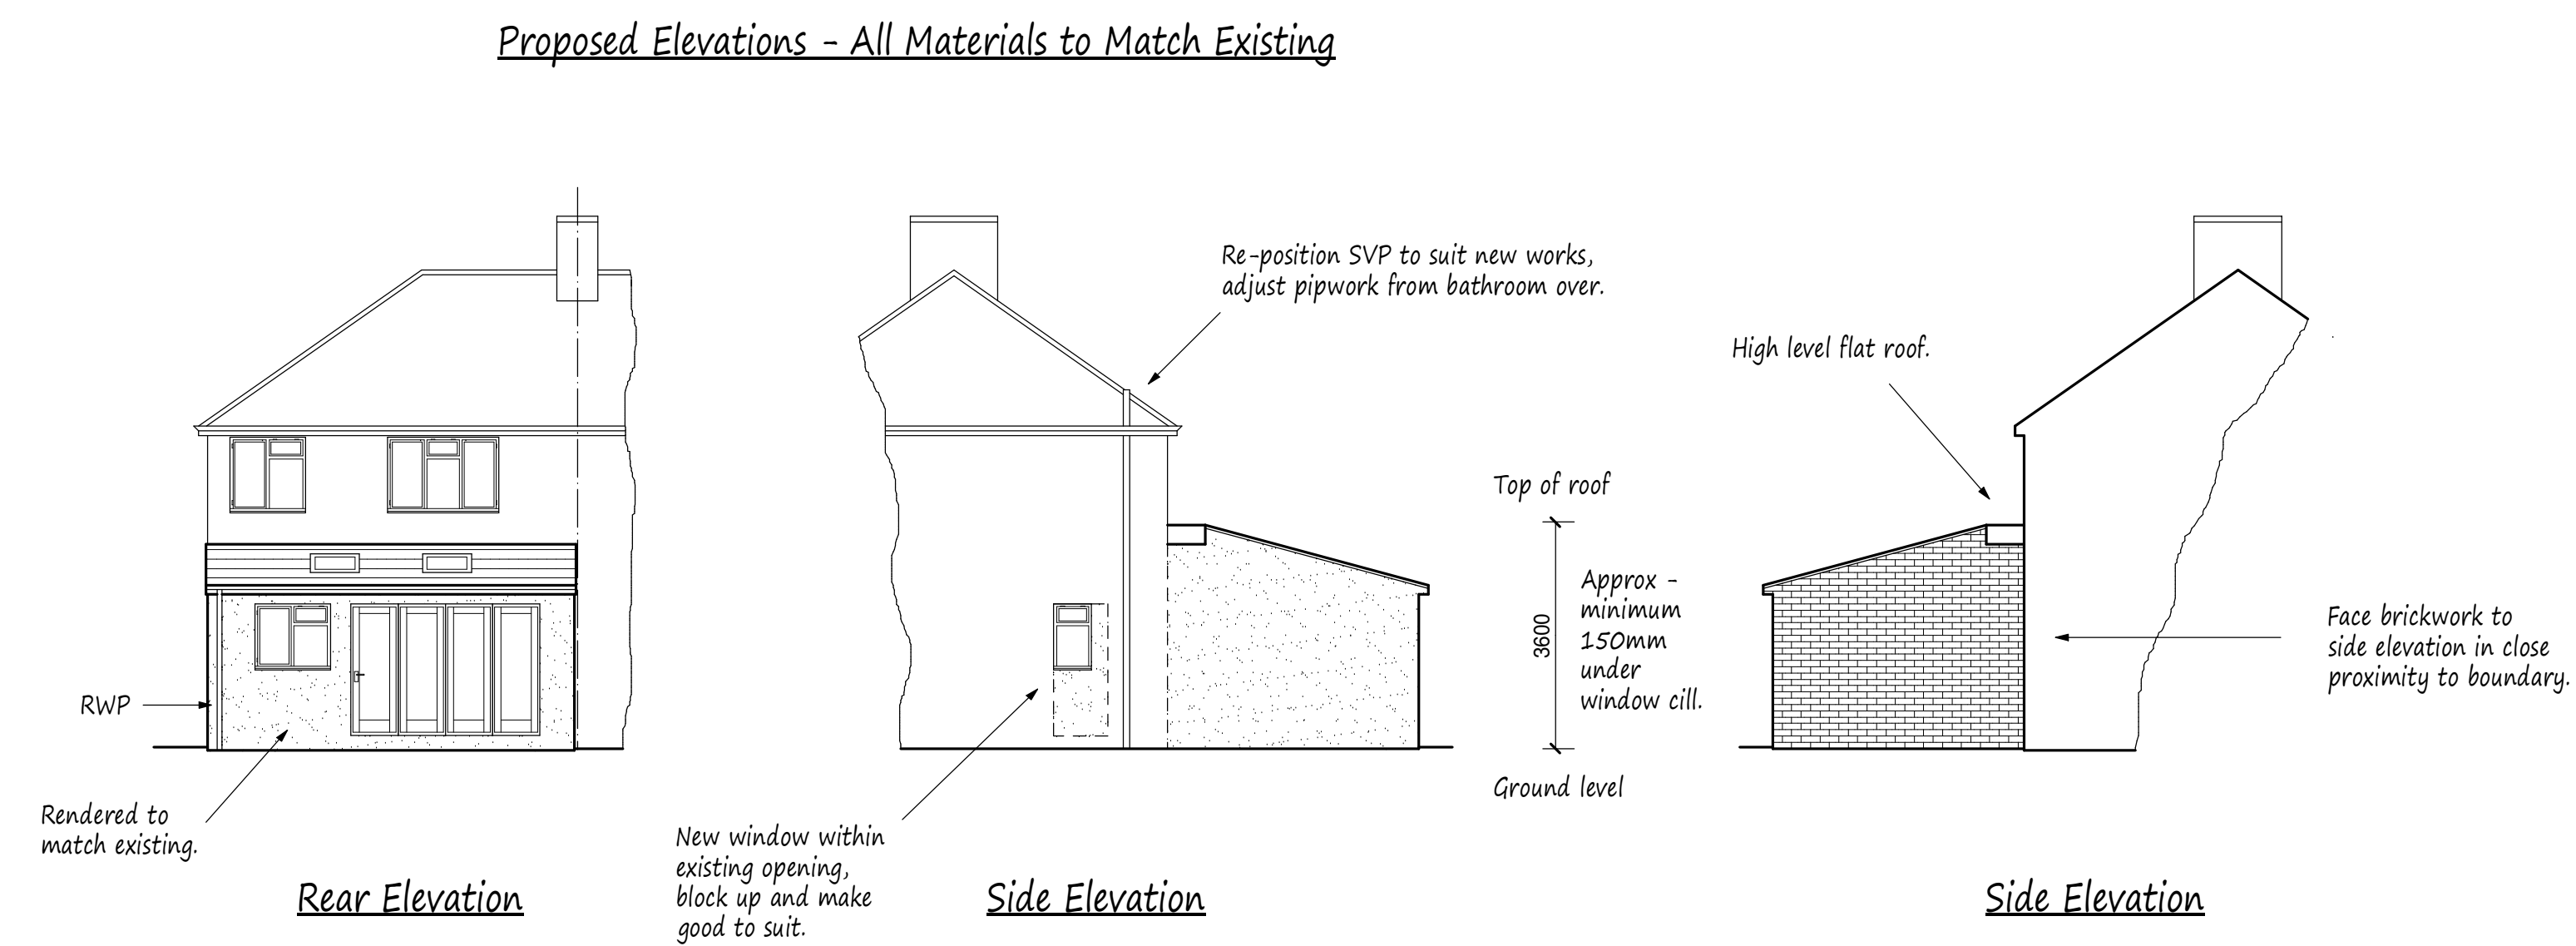 Proposed Elevations - All Materials to Match Existing
Re-position SVP to suit new works,
adjust pipwork from bathroom over.
High level flat roof.
Top of roof
Approx -
minimum
150mm
under
window cill.
3600
Face brickwork to
side elevation in close
proximity to boundary.
RWP
Ground level
Rendered to
match existing.
New window within
existing opening,
block up and make
good to suit.
Rear Elevation
Side Elevation
Side Elevation